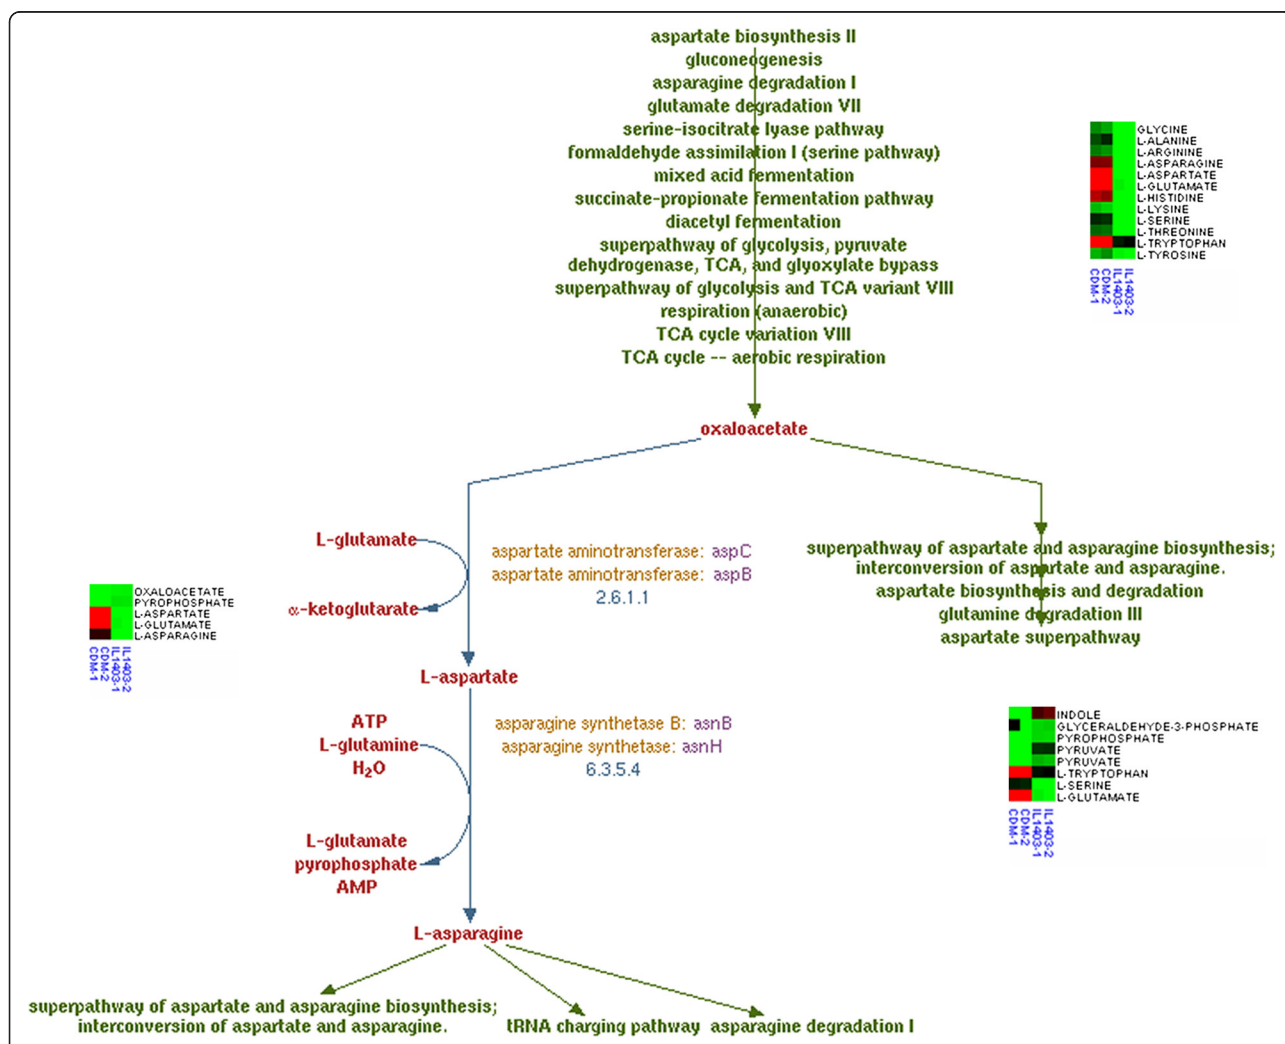 aspartate biosynthesis II
gluconeogenesis
asparagine degradation I
glutamate degradation VII
serine-isocitrate lyase pathway
formaldehyde assimilation I (serine pathway)
mixed acid fermentation
succinate-propionate fermentation pathway
diacetyl fermentation
superpathway of glycolysis, pyruvate
dehydrogenase, TCA, and glyoxylate bypass
superpathway of glycolysis and TCA variant VIII
respiration (anaerobic)
TCA cycle variation VIII
TCA cycle -- aerobic respiration
GLYCINE
L-ALANINE
L-ARGININE
L-ASPARAGINE
L-ASPARTATE
L-GLUTAMATE
L-HISTIDINE
L-LYSINE
L-SERINE
L-THREONINE
L-TRYPTOPHAN
L-TYROSINE
CDM-1
CDM-2
IL1403-1
IL1403-2
oxaloacetate
L-glutamate
α-ketoglutarate
aspartate aminotransferase: aspC
aspartate aminotransferase: aspB
2.6.1.1
superpathway of aspartate and asparagine biosynthesis;
interconversion of aspartate and asparagine.
aspartate biosynthesis and degradation
glutamine degradation III
aspartate superpathway
OXALOACETATE
PYROPHOSPHATE
L-ASPARTATE
L-GLUTAMATE
L-ASPARAGINE
CDM-1
CDM-2
IL1403-1
IL1403-2
L-aspartate
ATP
L-glutamine
H₂O
asparagine synthetase B: asnB
asparagine synthetase: asnH
6.3.5.4
L-glutamate
pyrophosphate
AMP
INDOLE
GLYCERALDEHYDE-3-PHOSPHATE
PYROPHOSPHATE
PYRUVATE
PYRUVATE
L-TRYPTOPHAN
L-SERINE
L-GLUTAMATE
CDM-1
CDM-2
IL1403-1
IL1403-2
L-asparagine
superpathway of aspartate and asparagine biosynthesis;
interconversion of aspartate and asparagine.
tRNA charging pathway
asparagine degradation I